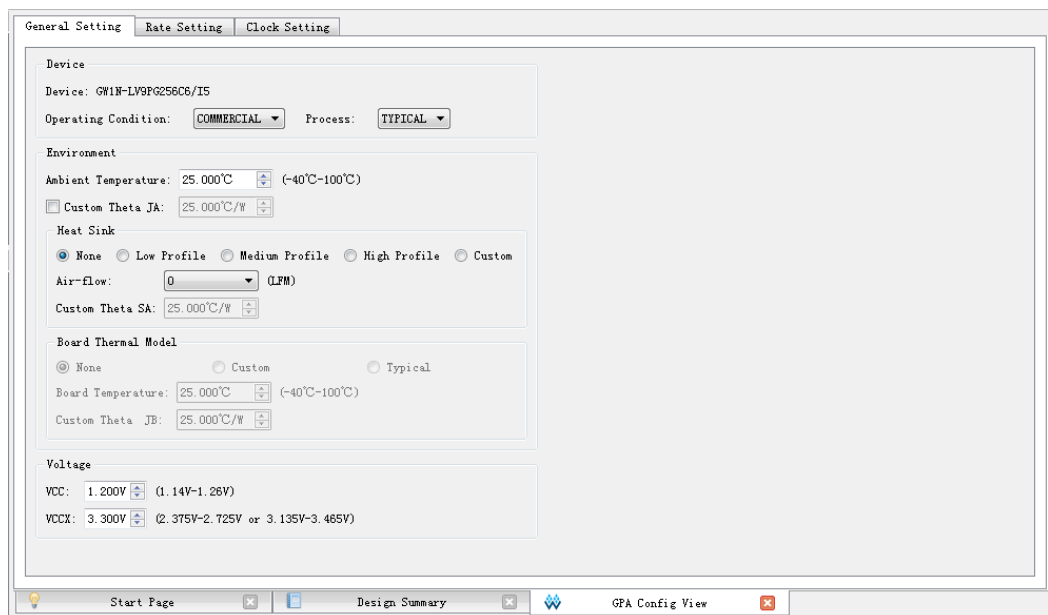 General Setting Rate Setting Clock Setting
Device
Device: GW1N-LV9PG256C6/I5
Operating Condition: COMMERCIAL Process: TYPICAL
Environment
Ambient Temperature: 25.000℃ (-40℃-100℃)
Custom Theta JA: 25.000℃/W
Heat Sink
None Low Profile Medium Profile High Profile Custom
Air-flow: 0 (LFM)
Custom Theta SA: 25.000℃/W
Board Thermal Model
None Custom Typical
Board Temperature: 25.000℃ (-40℃-100℃)
Custom Theta JB: 25.000℃/W
Voltage
VCC: 1.200V (1.14V-1.26V)
VCCX: 3.300V (2.375V-2.725V or 3.135V-3.465V)
Start Page Design Summary GPA Config View